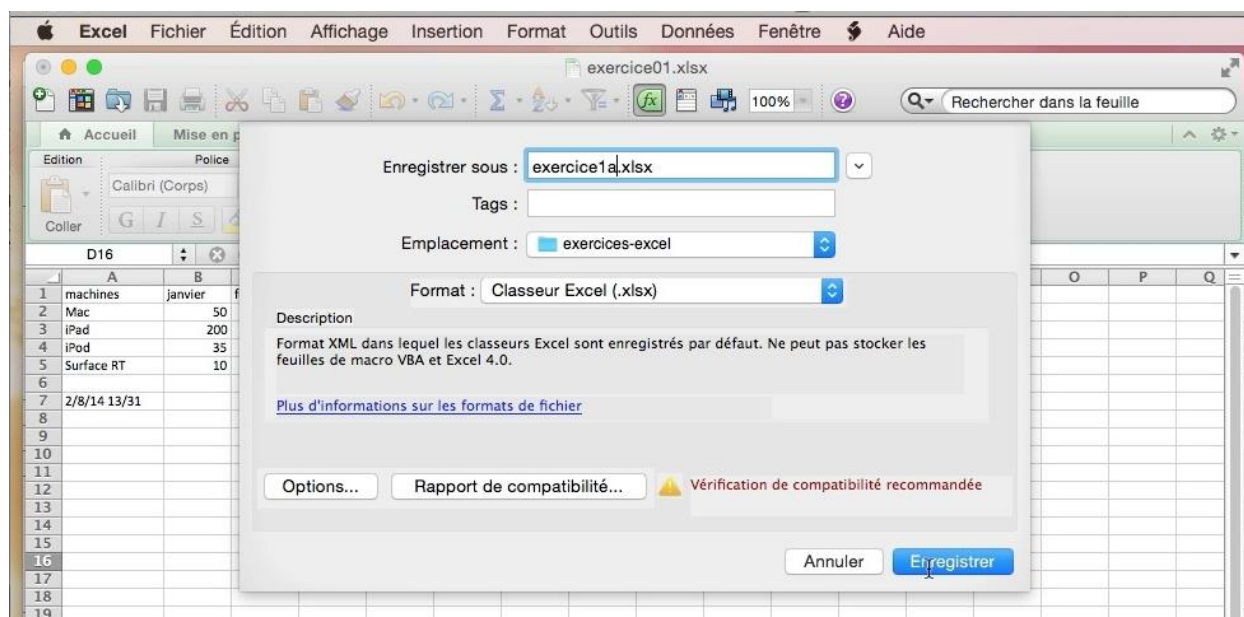 Excel Fichier Édition Affichage Insertion Format Outils Données Fenêtre Aide
exercice01.xlsx
fx 100% ? Rechercher dans la feuille
Accueil Mise en p
Edition Police
Calibri (Corps)
Coller G I S
D16
A B O P Q
1 machines janvier f
2 Mac 50
3 iPad 200
4 iPod 35
5 Surface RT 10
6
7 2/8/14 13/31
8
9
10
11
12
13
14
15
16
17
18
19
Enregistrer sous : exercice1a.xlsx
Tags :
Emplacement : exercices-excel
Format : Classeur Excel (.xlsx)
Description
Format XML dans lequel les classeurs Excel sont enregistrés par défaut. Ne peut pas stocker les
feuilles de macro VBA et Excel 4.0.
Plus d'informations sur les formats de fichier
Options... Rapport de compatibilité... Vérification de compatibilité recommandée
Annuler Enregistrer